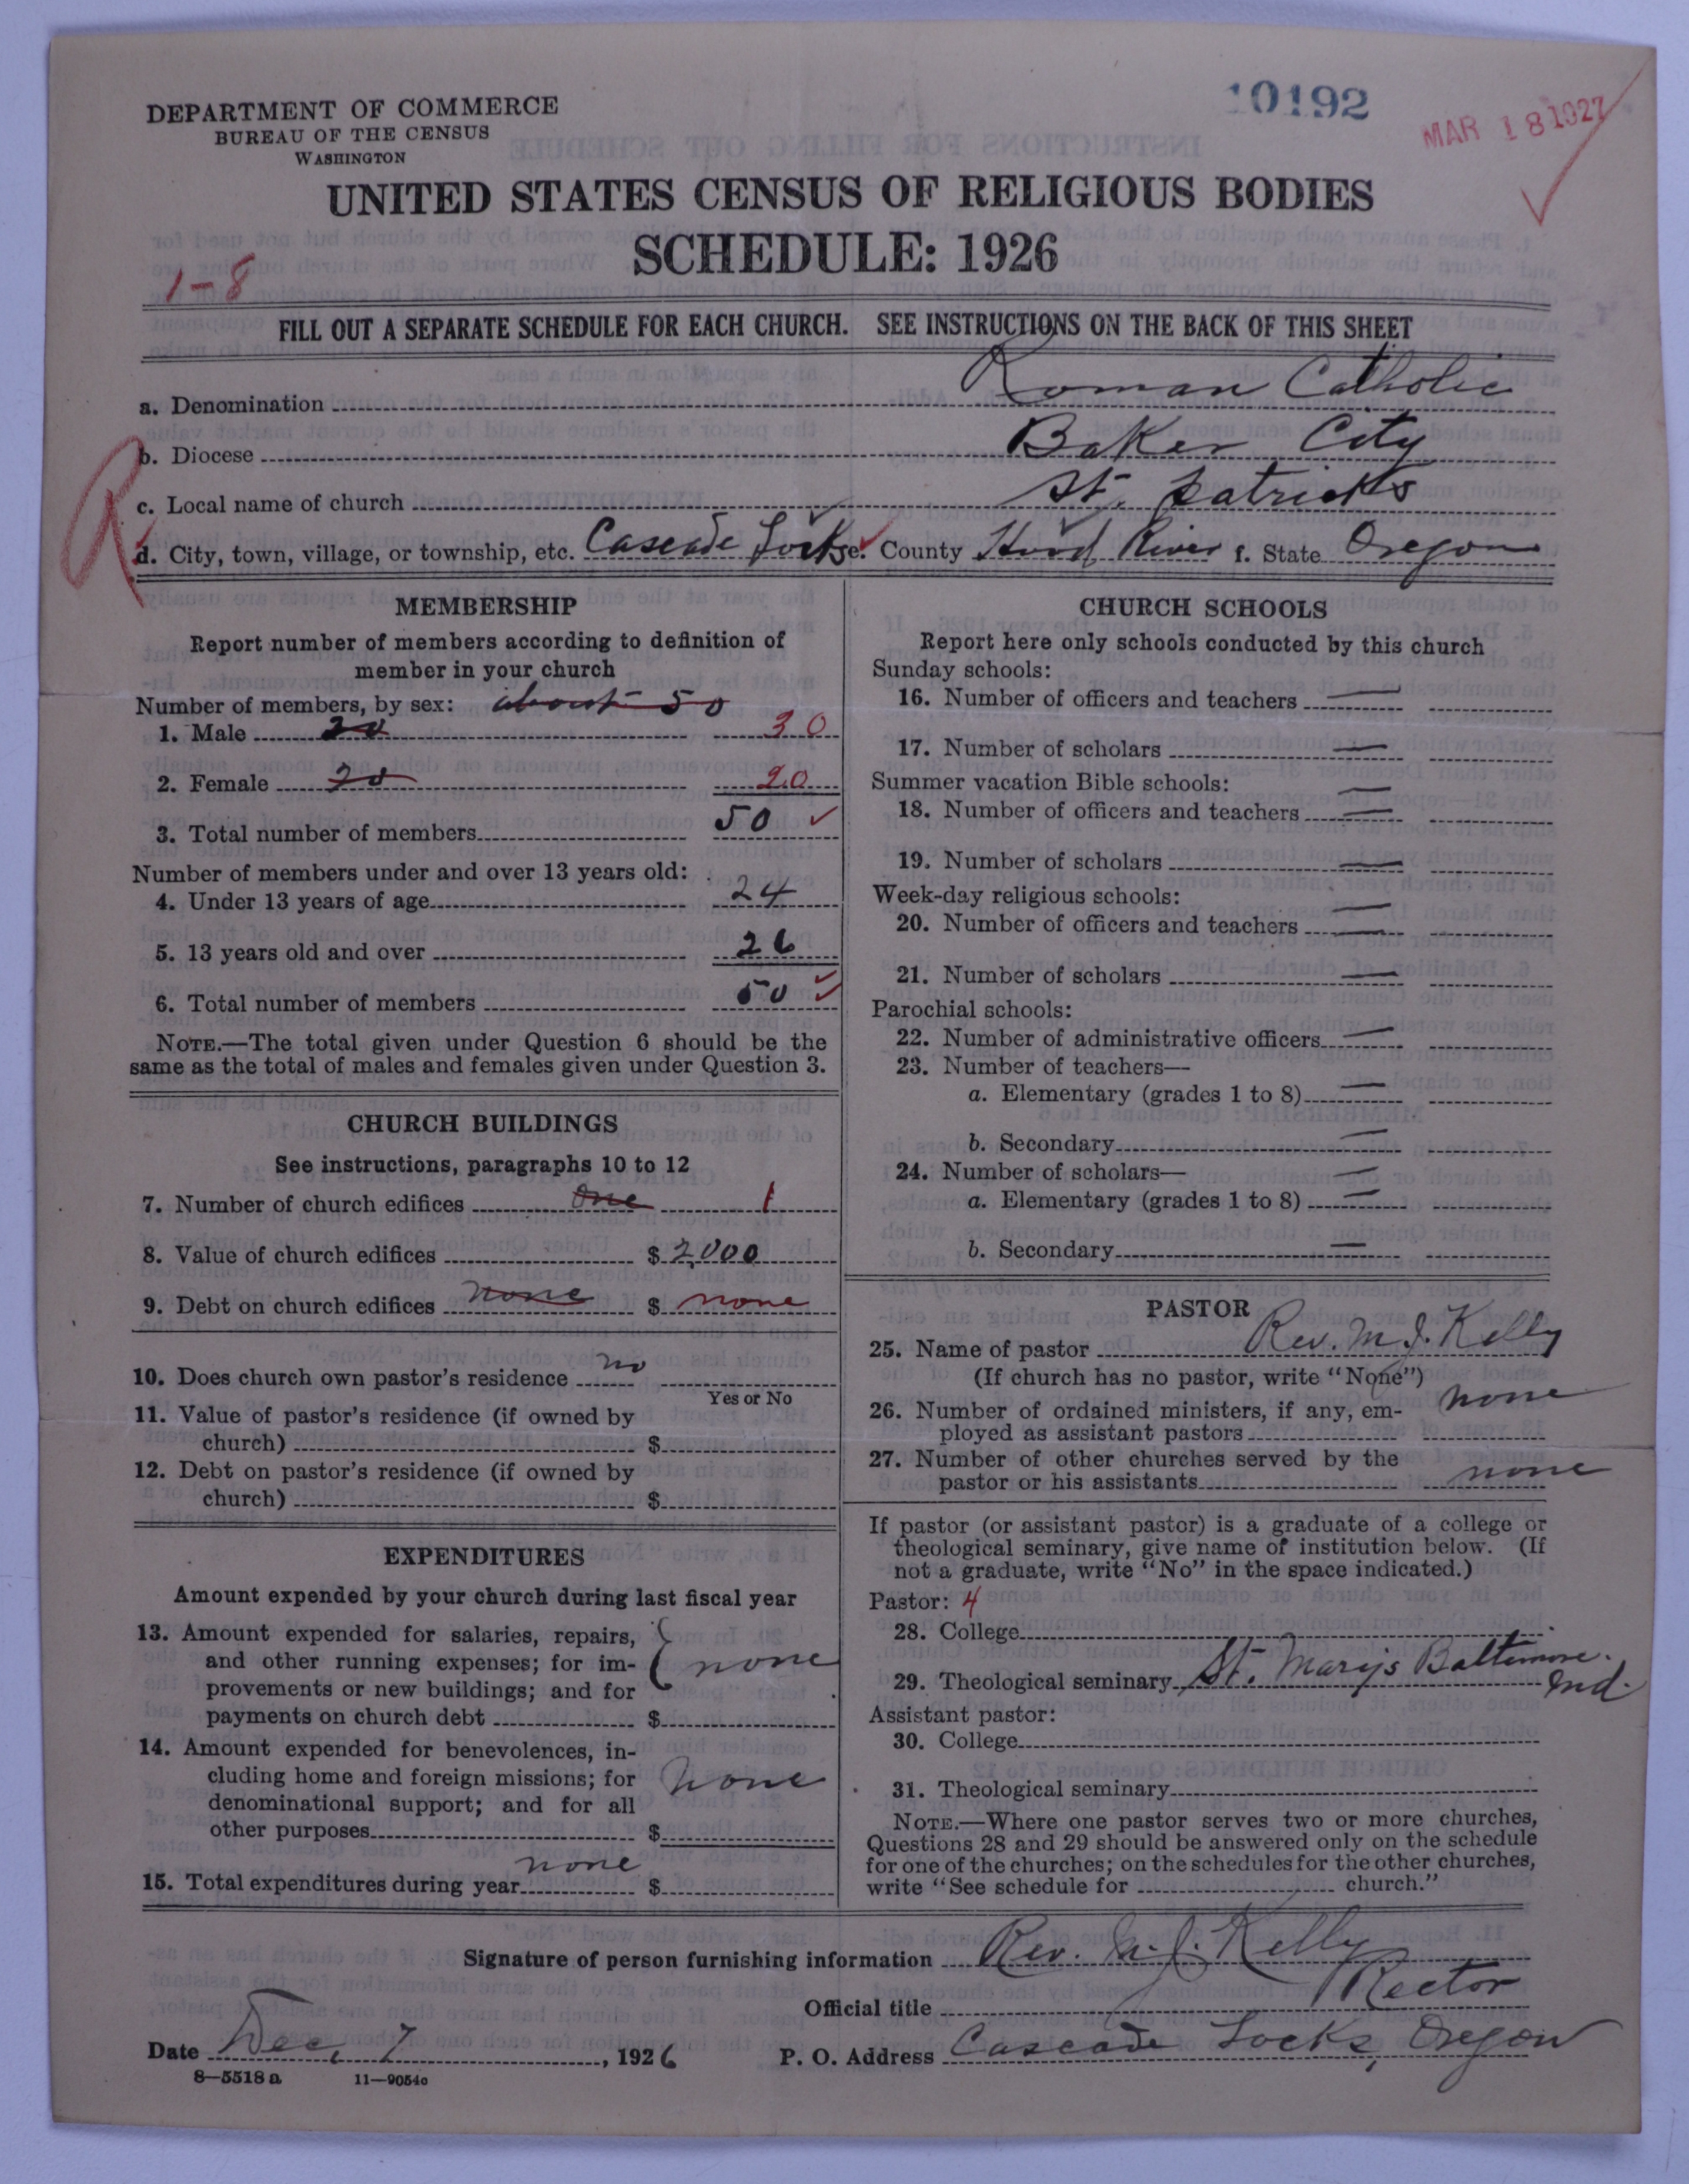 DEPARTMENT OF COMMERCE
BUREAU OF THE CENSUS
WASHINGTON
10192
MAR 18 1927
UNITED STATES CENSUS OF RELIGIOUS BODIES
SCHEDULE: 1926
1-8
FILL OUT A SEPARATE SCHEDULE FOR EACH CHURCH. SEE INSTRUCTIONS ON THE BACK OF THIS SHEET
a. Denomination Roman Catholic
b. Diocese Baker City
c. Local name of church St. Patrick's
R
d. City, town, village, or township, etc. Cascade Locks e. County Hood River f. State Oregon
MEMBERSHIP
Report number of members according to definition of
member in your church
Number of members, by sex: about 50
1. Male 30
2. Female 20 20
3. Total number of members 50 ✓
Number of members under and over 13 years old:
4. Under 13 years of age 24
5. 13 years old and over 26
6. Total number of members 50 ✓
NOTE.—The total given under Question 6 should be the
same as the total of males and females given under Question 3.
CHURCH BUILDINGS
See instructions, paragraphs 10 to 12
7. Number of church edifices One 1
8. Value of church edifices $ 2,000
9. Debt on church edifices none $ none
10. Does church own pastor's residence no
Yes or No
11. Value of pastor's residence (if owned by
church) $
12. Debt on pastor's residence (if owned by
church) $
EXPENDITURES
Amount expended by your church during last fiscal year
13. Amount expended for salaries, repairs,
and other running expenses; for im- none
provements or new buildings; and for
payments on church debt $
14. Amount expended for benevolences, in-
cluding home and foreign missions; for none
denominational support; and for all
other purposes $
15. Total expenditures during year none $
CHURCH SCHOOLS
Report here only schools conducted by this church
Sunday schools:
16. Number of officers and teachers —
17. Number of scholars —
Summer vacation Bible schools: —
18. Number of officers and teachers —
19. Number of scholars —
Week-day religious schools: —
20. Number of officers and teachers —
21. Number of scholars —
Parochial schools:
22. Number of administrative officers —
23. Number of teachers—
a. Elementary (grades 1 to 8) —
b. Secondary —
24. Number of scholars— —
a. Elementary (grades 1 to 8) —
b. Secondary —
PASTOR
25. Name of pastor Rev. M. J. Kelly
(If church has no pastor, write "None")
26. Number of ordained ministers, if any, em- none
ployed as assistant pastors
27. Number of other churches served by the
pastor or his assistants none
If pastor (or assistant pastor) is a graduate of a college or
theological seminary, give name of institution below. (If
not a graduate, write "No" in the space indicated.)
Pastor: 4
28. College
29. Theological seminary St. Mary's Baltimore. Md.
Assistant pastor:
30. College
31. Theological seminary
NOTE.—Where one pastor serves two or more churches,
Questions 28 and 29 should be answered only on the schedule
for one of the churches; on the schedules for the other churches,
write "See schedule for church."
Signature of person furnishing information Rev. M. J. Kelly
Official title Rector
Date Dec. 7, 1926 P. O. Address Cascade Locks, Oregon
8—5518 a 11—9054c